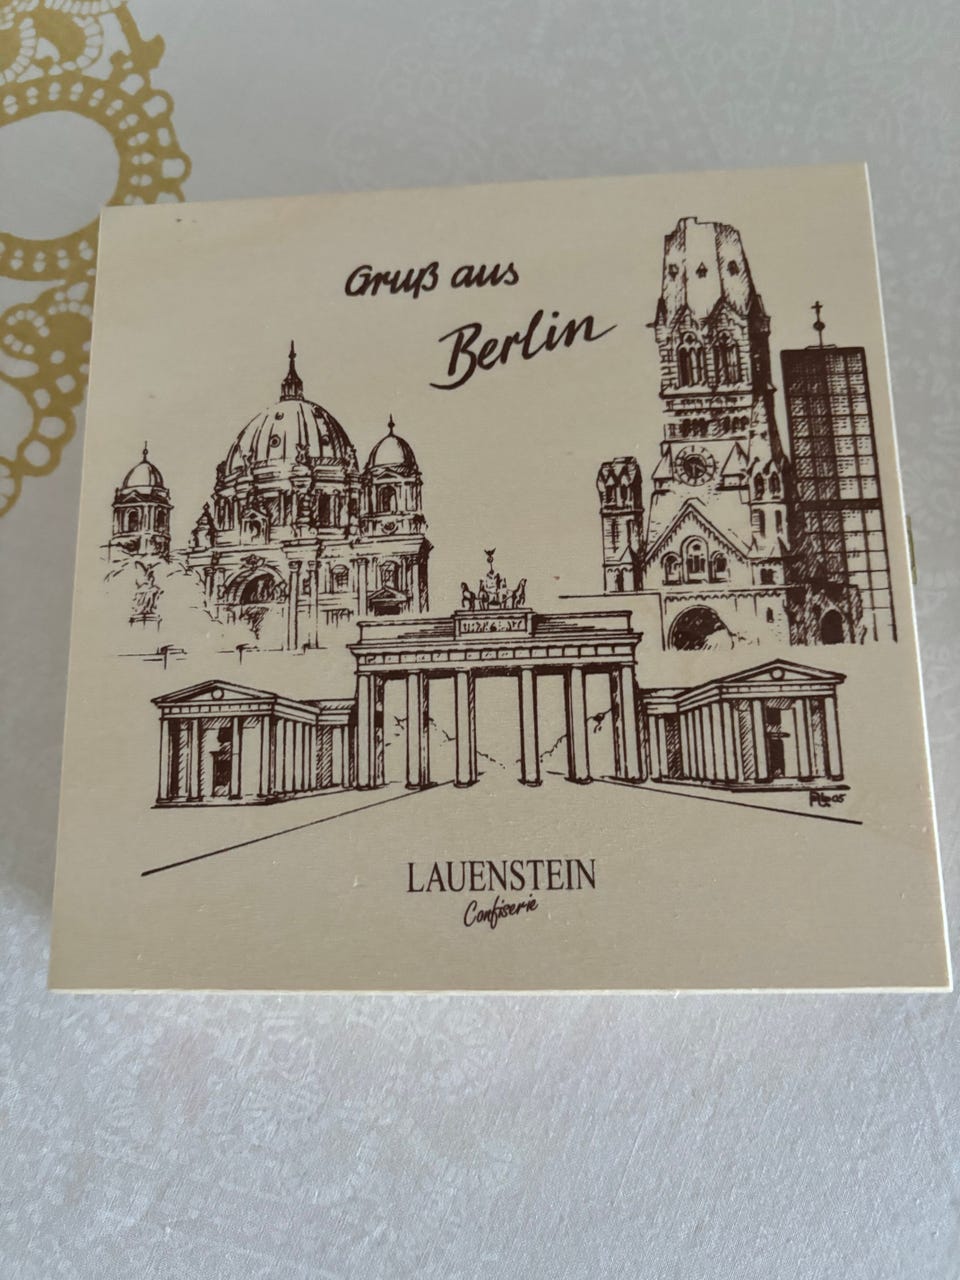 Gruß aus
Berlin
LAUENSTEIN
Confiserie